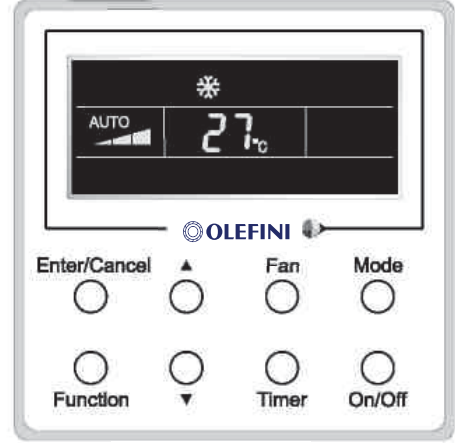 AUTO
27.°C
OLEFINI
Enter/Cancel ▲ Fan Mode
Function ▼ Timer On/Off